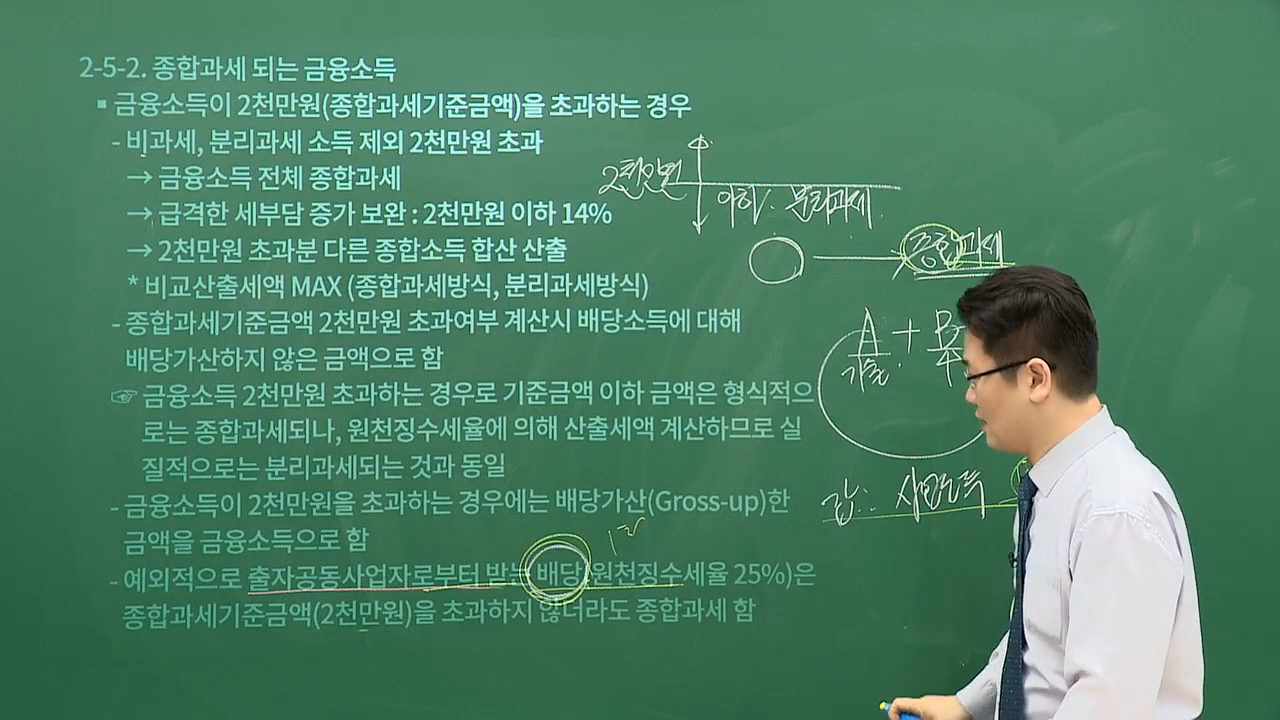 2-5-2. 종합과세 되는 금융소득
▪ 금융소득이 2천만원(종합과세기준금액)을 초과하는 경우
- 비과세, 분리과세 소득 제외 2천만원 초과
→ 금융소득 전체 종합과세
→ 급격한 세부담 증가 보완 : 2천만원 이하 14%
→ 2천만원 초과분 다른 종합소득 합산 산출
* 비교산출세액 MAX (종합과세방식, 분리과세방식)
- 종합과세기준금액 2천만원 초과여부 계산시 배당소득에 대해
배당가산하지 않은 금액으로 함
☞ 금융소득 2천만원 초과하는 경우로 기준금액 이하 금액은 형식적으
로는 종합과세되나, 원천징수세율에 의해 산출세액 계산하므로 실
질적으로는 분리과세되는 것과 동일
- 금융소득이 2천만원을 초과하는 경우에는 배당가산(Gross-up)한
금액을 금융소득으로 함
- 예외적으로 출자공동사업자로부터 받는 배당(원천징수세율 25%)은
종합과세기준금액(2천만원)을 초과하지 않더라도 종합과세 함
2천만원
이하: 분리과세.
종합과세
A + B
기술.
갑: 사업소득